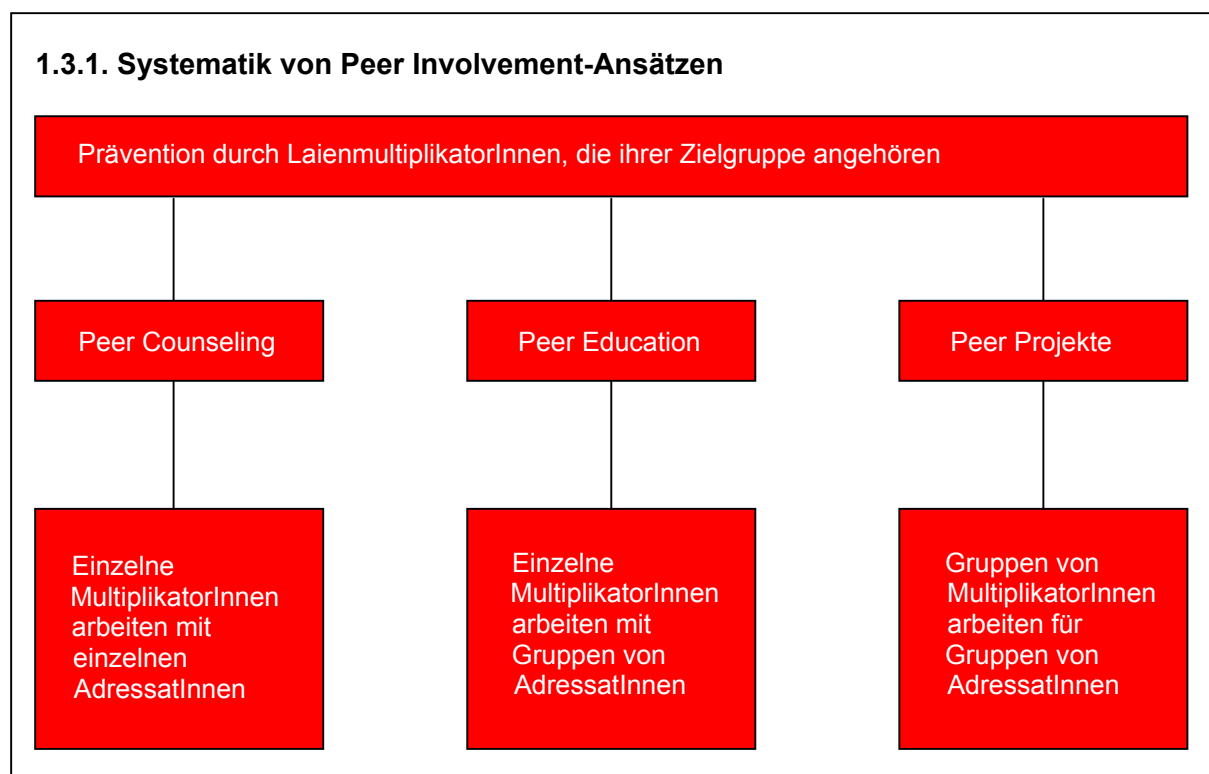 1.3.1. Systematik von Peer Involvement-Ansätzen
Prävention durch LaienmultiplikatorInnen, die ihrer Zielgruppe angehören
Peer Counseling
Peer Education
Peer Projekte
Einzelne
MultiplikatorInnen
arbeiten mit
einzelnen
AdressatInnen
Einzelne
MultiplikatorInnen
arbeiten mit
Gruppen von
AdressatInnen
Gruppen von
MultiplikatorInnen
arbeiten für
Gruppen von
AdressatInnen